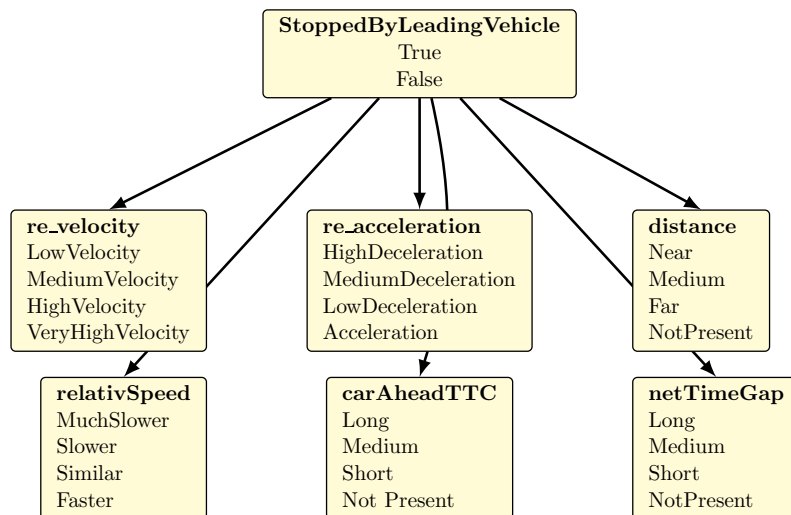 StoppedByLeadingVehicle
True
False
re_velocity
LowVelocity
MediumVelocity
HighVelocity
VeryHighVelocity
re_acceleration
HighDeceleration
MediumDeceleration
LowDeceleration
Acceleration
distance
Near
Medium
Far
NotPresent
relativSpeed
MuchSlower
Slower
Similar
Faster
carAheadTTC
Long
Medium
Short
Not Present
netTimeGap
Long
Medium
Short
NotPresent